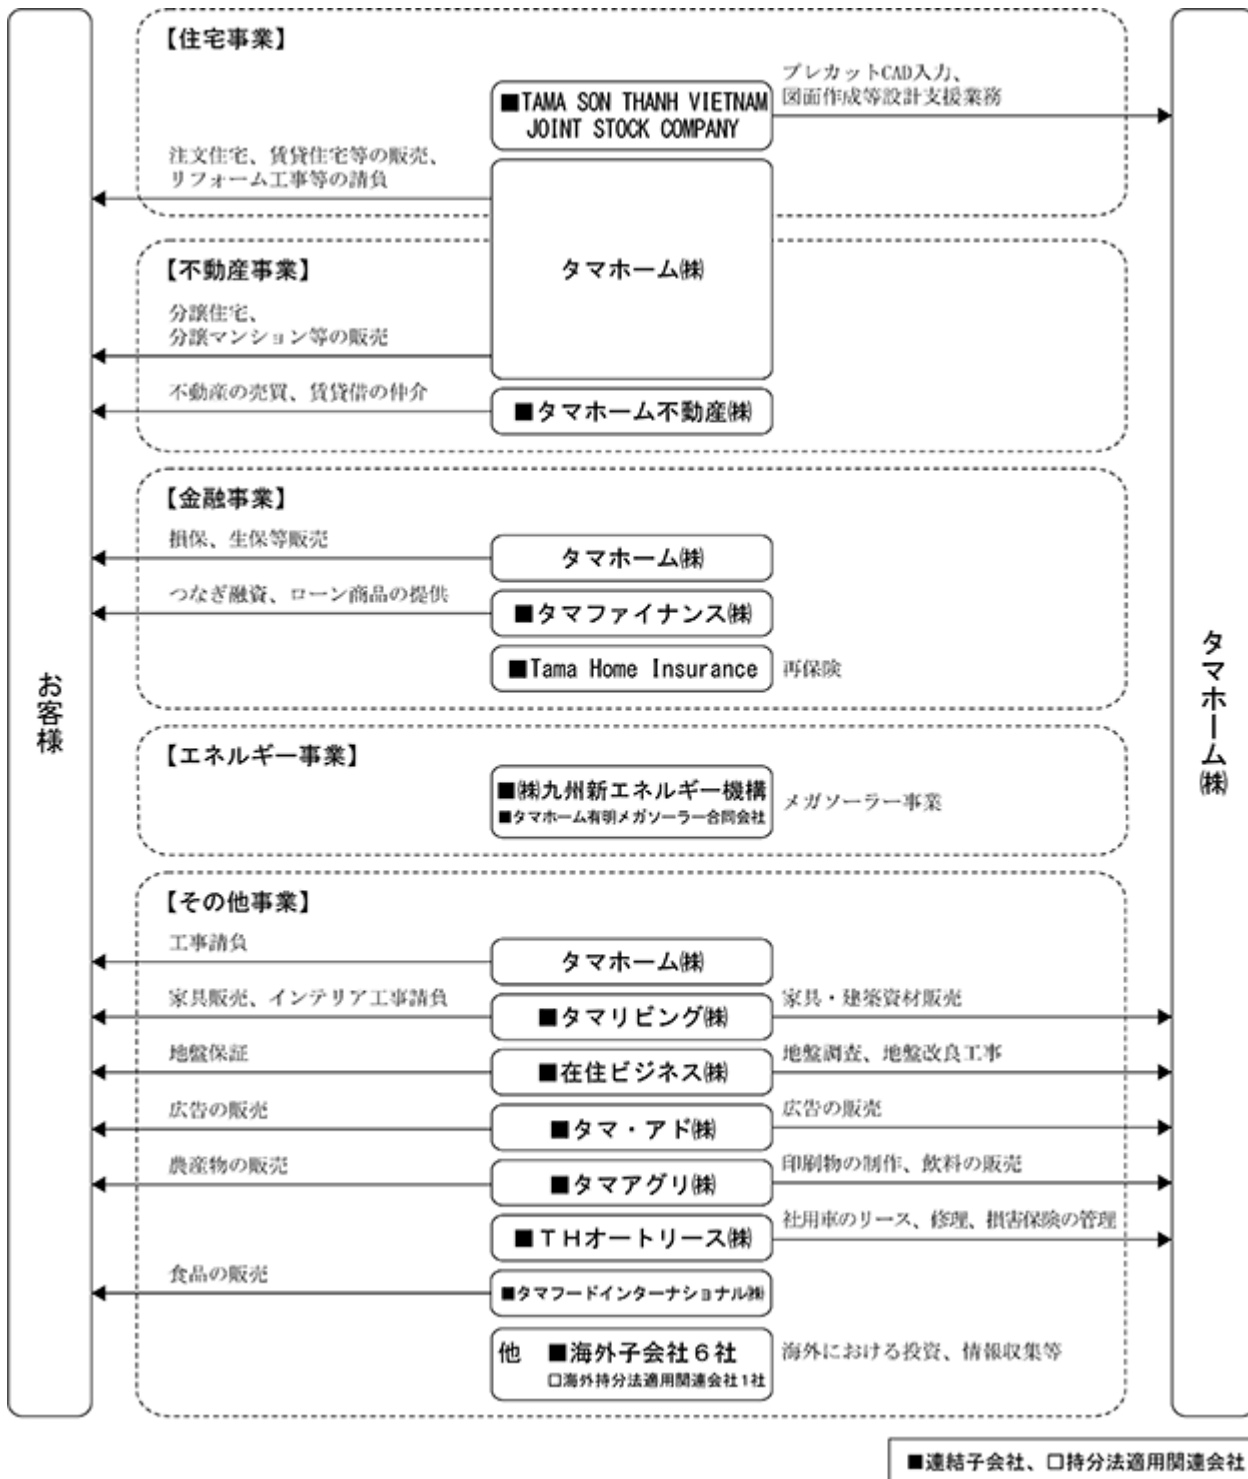 お客様
【住宅事業】
■TAMA SON THANH VIETNAM
JOINT STOCK COMPANY
プレカットCAD入力、
図面作成等設計支援業務
注文住宅、賃貸住宅等の販売、
リフォーム工事等の請負
タマホーム㈱
【不動産事業】
分譲住宅、
分譲マンション等の販売
不動産の売買、賃貸借の仲介
■タマホーム不動産㈱
【金融事業】
損保、生保等販売
タマホーム㈱
つなぎ融資、ローン商品の提供
■タマファイナンス㈱
■Tama Home Insurance
再保険
【エネルギー事業】
■㈱九州新エネルギー機構
■タマホーム有明メガソーラー合同会社
メガソーラー事業
【その他事業】
工事請負
タマホーム㈱
家具販売、インテリア工事請負
■タマリビング㈱
家具・建築資材販売
地盤保証
■在住ビジネス㈱
地盤調査、地盤改良工事
広告の販売
■タマ・アド㈱
広告の販売
農産物の販売
■タマアグリ㈱
印刷物の制作、飲料の販売
■ＴＨオートリース㈱
社用車のリース、修理、損害保険の管理
食品の販売
■タマフードインターナショナル㈱
他 ■海外子会社６社
□海外持分法適用関連会社1社
海外における投資、情報収集等
タマホーム㈱
■連結子会社、□持分法適用関連会社